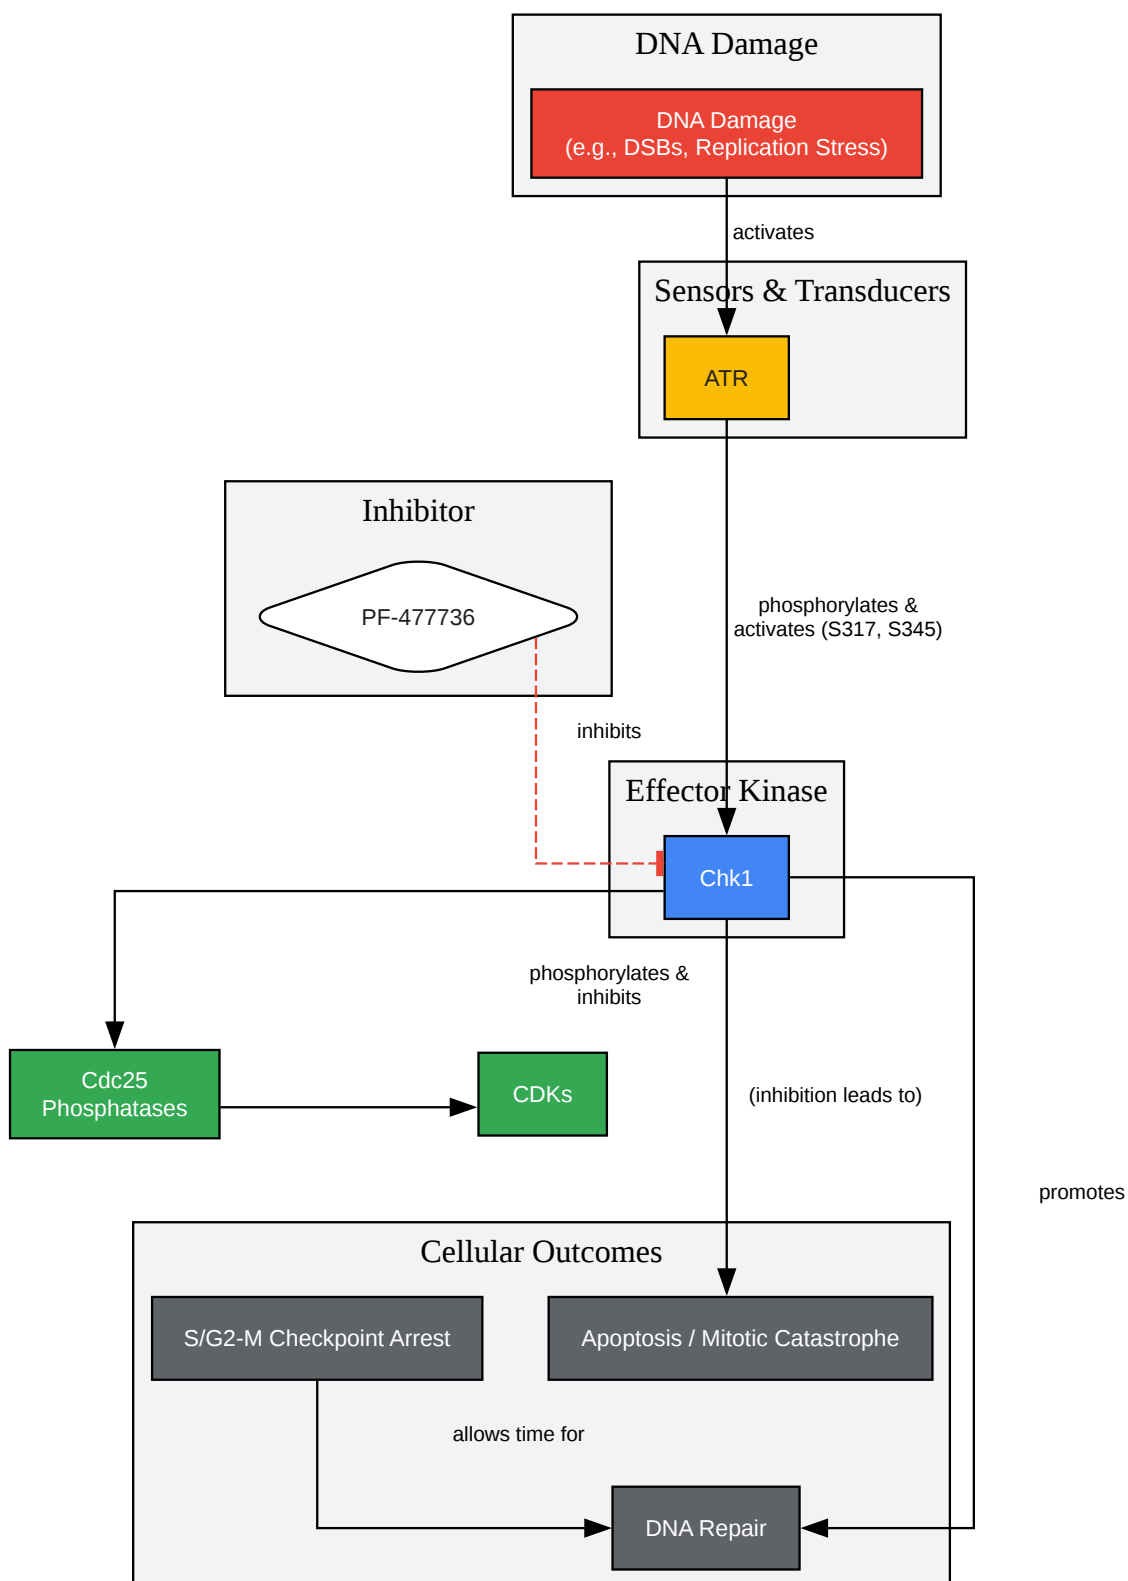 DNA Damage
DNA Damage
(e.g., DSBs, Replication Stress)
activates
Sensors & Transducers
ATR
Inhibitor
PF-477736
phosphorylates &
activates (S317, S345)
inhibits
Effector Kinase
Chk1
phosphorylates &
inhibits
Cdc25
Phosphatases
CDKs
(inhibition leads to)
promotes
Cellular Outcomes
S/G2-M Checkpoint Arrest
Apoptosis / Mitotic Catastrophe
allows time for
DNA Repair